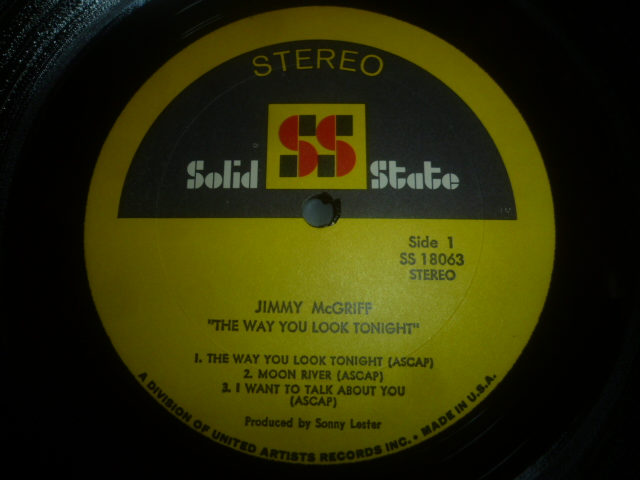 STEREO
SS
Solid State
Side 1
SS 18063
STEREO
JIMMY McGRIFF
"THE WAY YOU LOOK TONIGHT"
1. THE WAY YOU LOOK TONIGHT (ASCAP)
2. MOON RIVER (ASCAP)
3. I WANT TO TALK ABOUT YOU
(ASCAP)
Produced by Sonny Lester
A DIVISION OF UNITED ARTISTS RECORDS INC. • MADE IN U.S.A.